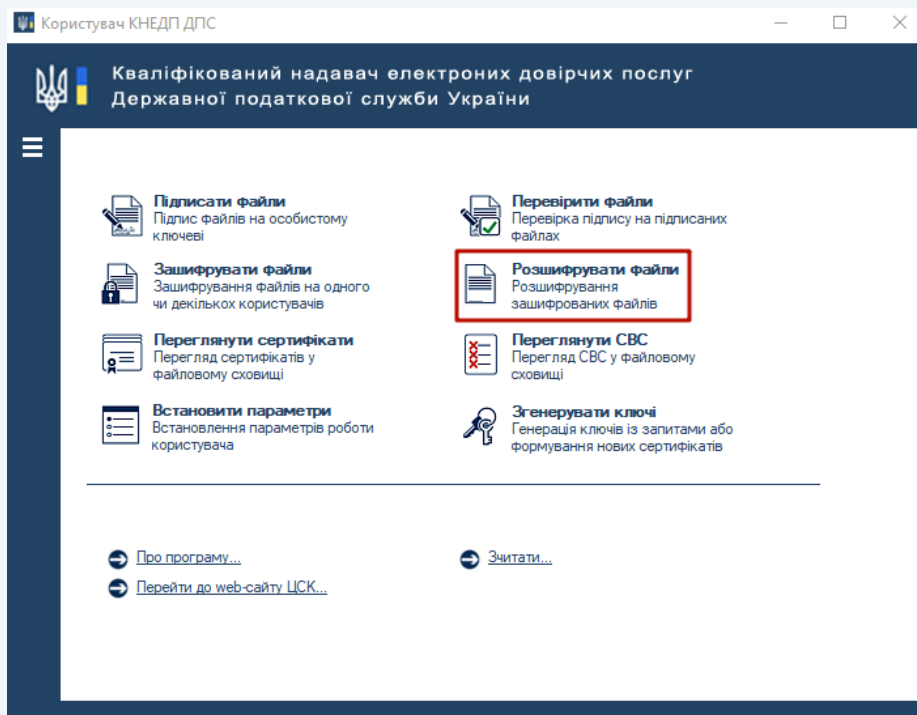 Користувач КНЕДП ДПС
Кваліфікований надавач електроних довірчих послуг
Державної податкової служби України
Підписати файли
Підпис файлів на особистому
ключеві
Перевірити файли
Перевірка підпису на підписаних
файлах
Зашифрувати файли
Зашифрування файлів на одного
чи декількох користувачів
Розшифрувати файли
Розшифрування
зашифрованих файлів
Переглянути сертифікати
Перегляд сертифікатів у
файловому сховищі
Переглянути СВС
Перегляд СВС у файловому
сховищі
Встановити параметри
Встановлення параметрів роботи
користувача
Згенерувати ключі
Генерація ключів із запитами або
формування нових сертифікатів
Про програму...
Зчитати...
Перейти до web-сайту ЦСК...